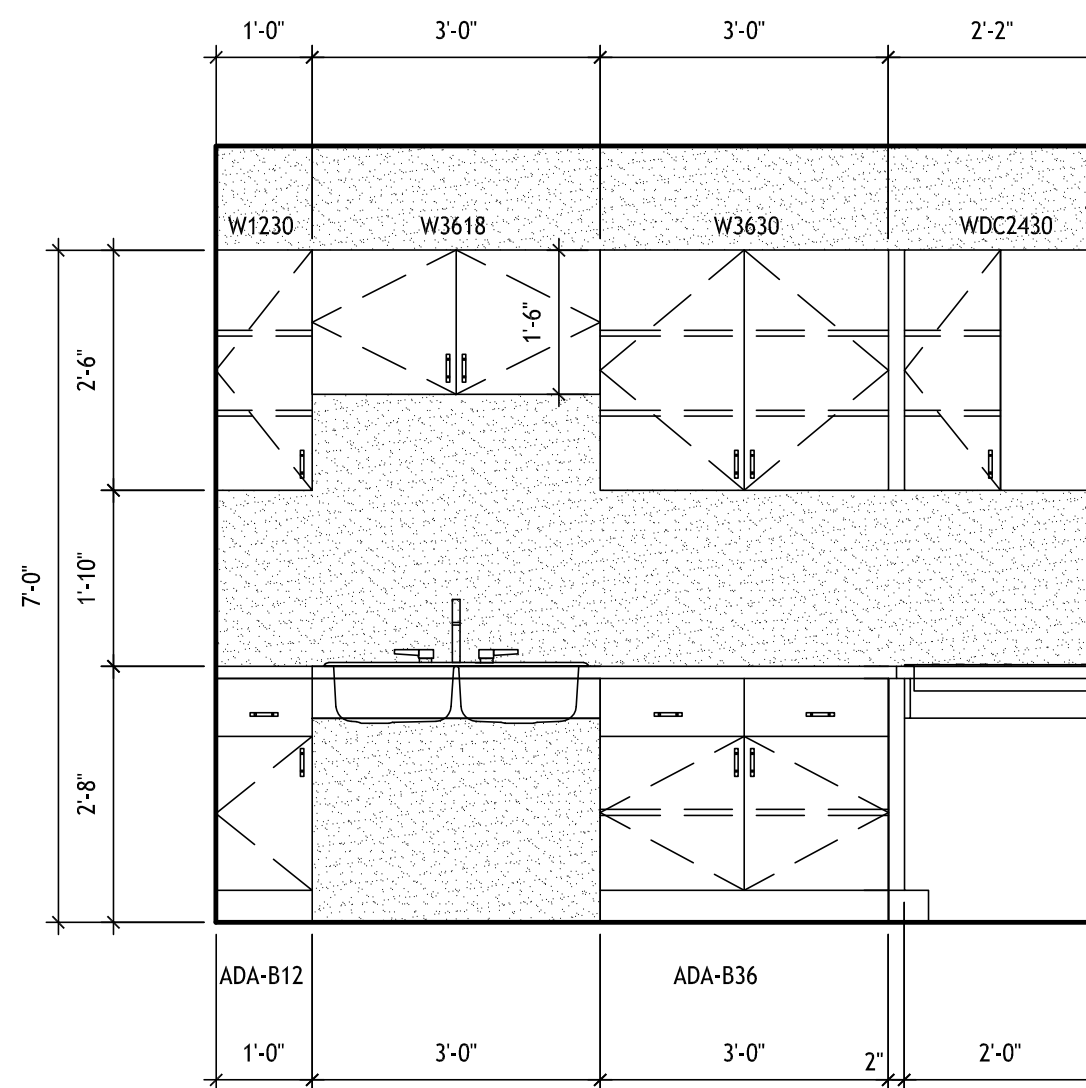 1'-0" 3'-0" 3'-0" 2'-2"
W1230 W3618 W3630 WDC2430
1'-6"
2'-6"
1'-10"
7'-0"
2'-8"
ADA-B12 ADA-B36
1'-0" 3'-0" 3'-0" 2" 2'-0"